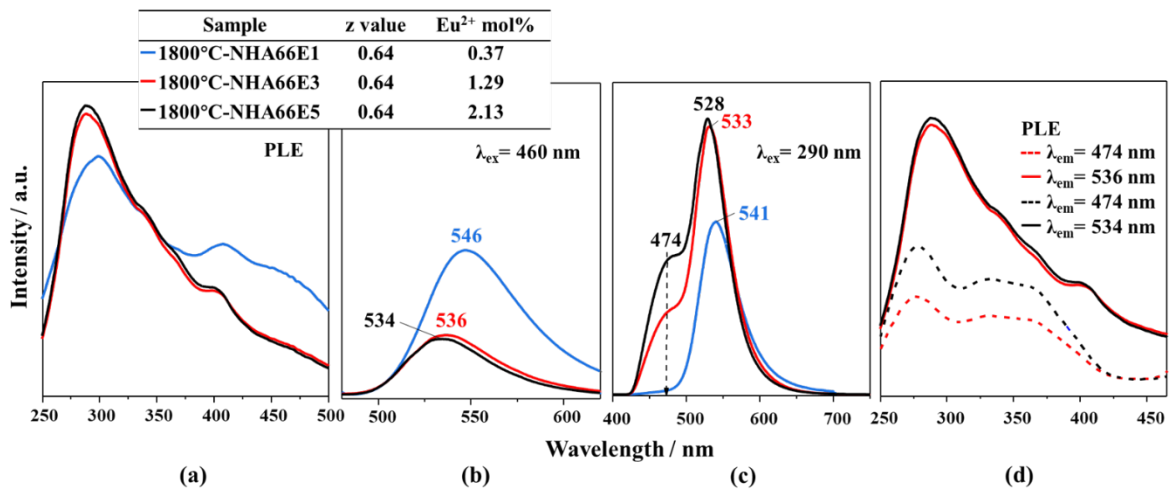 Sample z value Eu²⁺ mol%
1800°C-NHA66E1 0.64 0.37
1800°C-NHA66E3 0.64 1.29
1800°C-NHA66E5 0.64 2.13
Intensity / a.u.
PLE
250 300 350 400 450 500
(a)
λex= 460 nm
546
534 536
500 550 600
(b)
λex= 290 nm
528
533
541
474
400 500 600 700
(c)
PLE
λem= 474 nm
λem= 536 nm
λem= 474 nm
λem= 534 nm
250 300 350 400 450
(d)
Wavelength / nm